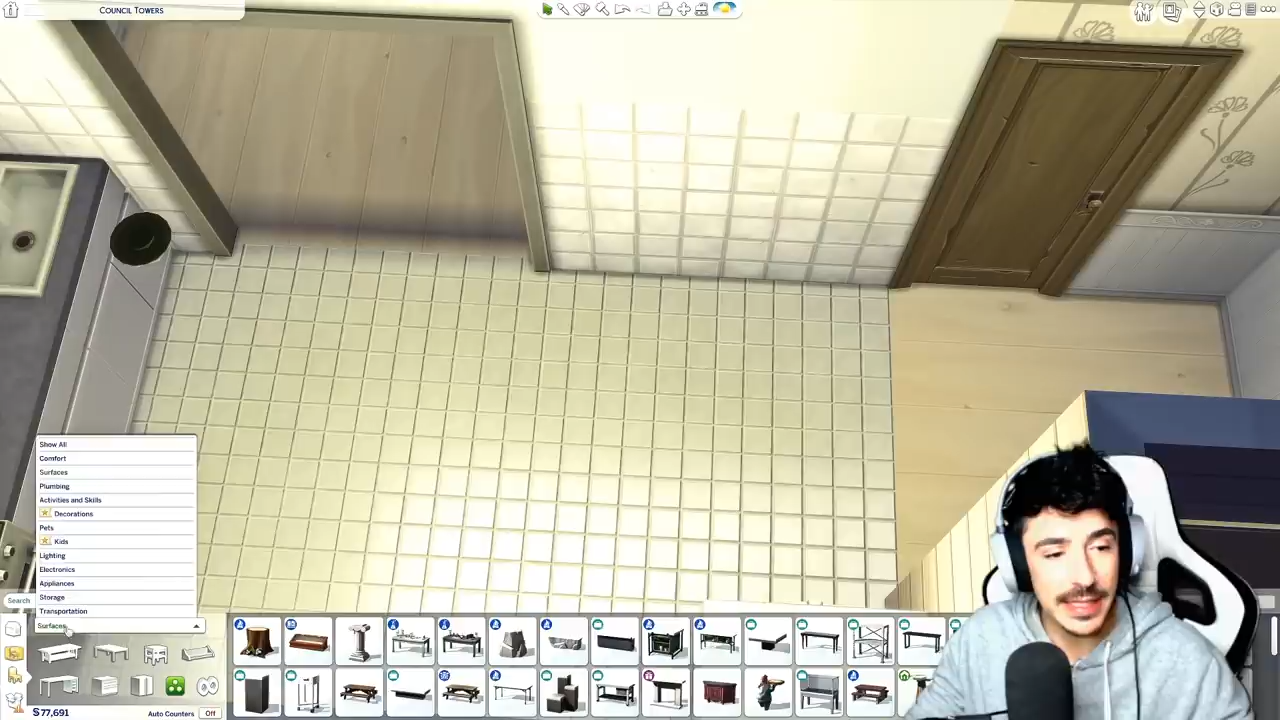 COUNCIL TOWERS
Show All
Comfort
Surfaces
Plumbing
Activities and Skills
Decorations
Pets
Kids
Lighting
Electronics
Appliances
Storage
Transportation
Search
Surfaces
§77,691
Auto Counters
Off